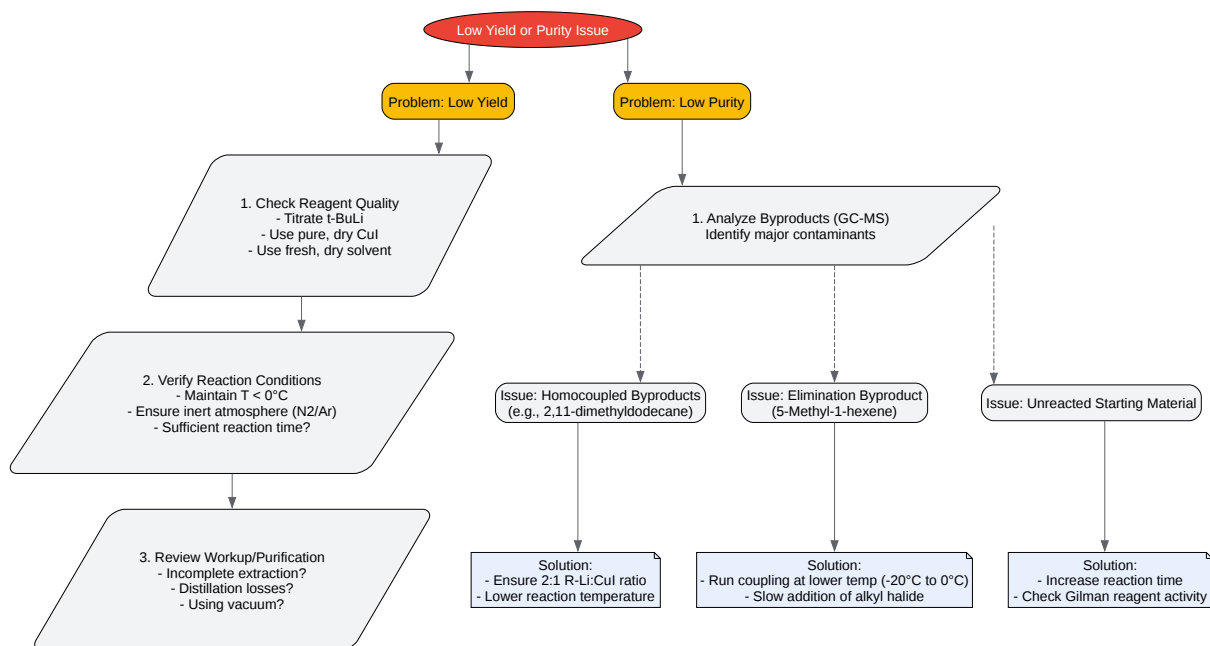 Low Yield or Purity Issue
Problem: Low Yield
Problem: Low Purity
1. Check Reagent Quality
- Titrate t-BuLi
- Use pure, dry CuI
- Use fresh, dry solvent
1. Analyze Byproducts (GC-MS)
Identify major contaminants
2. Verify Reaction Conditions
- Maintain T < 0°C
- Ensure inert atmosphere (N2/Ar)
- Sufficient reaction time?
Issue: Homocoupled Byproducts
(e.g., 2,11-dimethyldodecane)
Issue: Elimination Byproduct
(5-Methyl-1-hexene)
Issue: Unreacted Starting Material
3. Review Workup/Purification
- Incomplete extraction?
- Distillation losses?
- Using vacuum?
Solution:
- Ensure 2:1 R-Li:CuI ratio
- Lower reaction temperature
Solution:
- Run coupling at lower temp (-20°C to 0°C)
- Slow addition of alkyl halide
Solution:
- Increase reaction time
- Check Gilman reagent activity